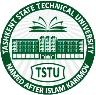 TASHKENT STATE TECHNICAL UNIVERSITY
TSTU
NAMED AFTER ISLAM KARIMOV